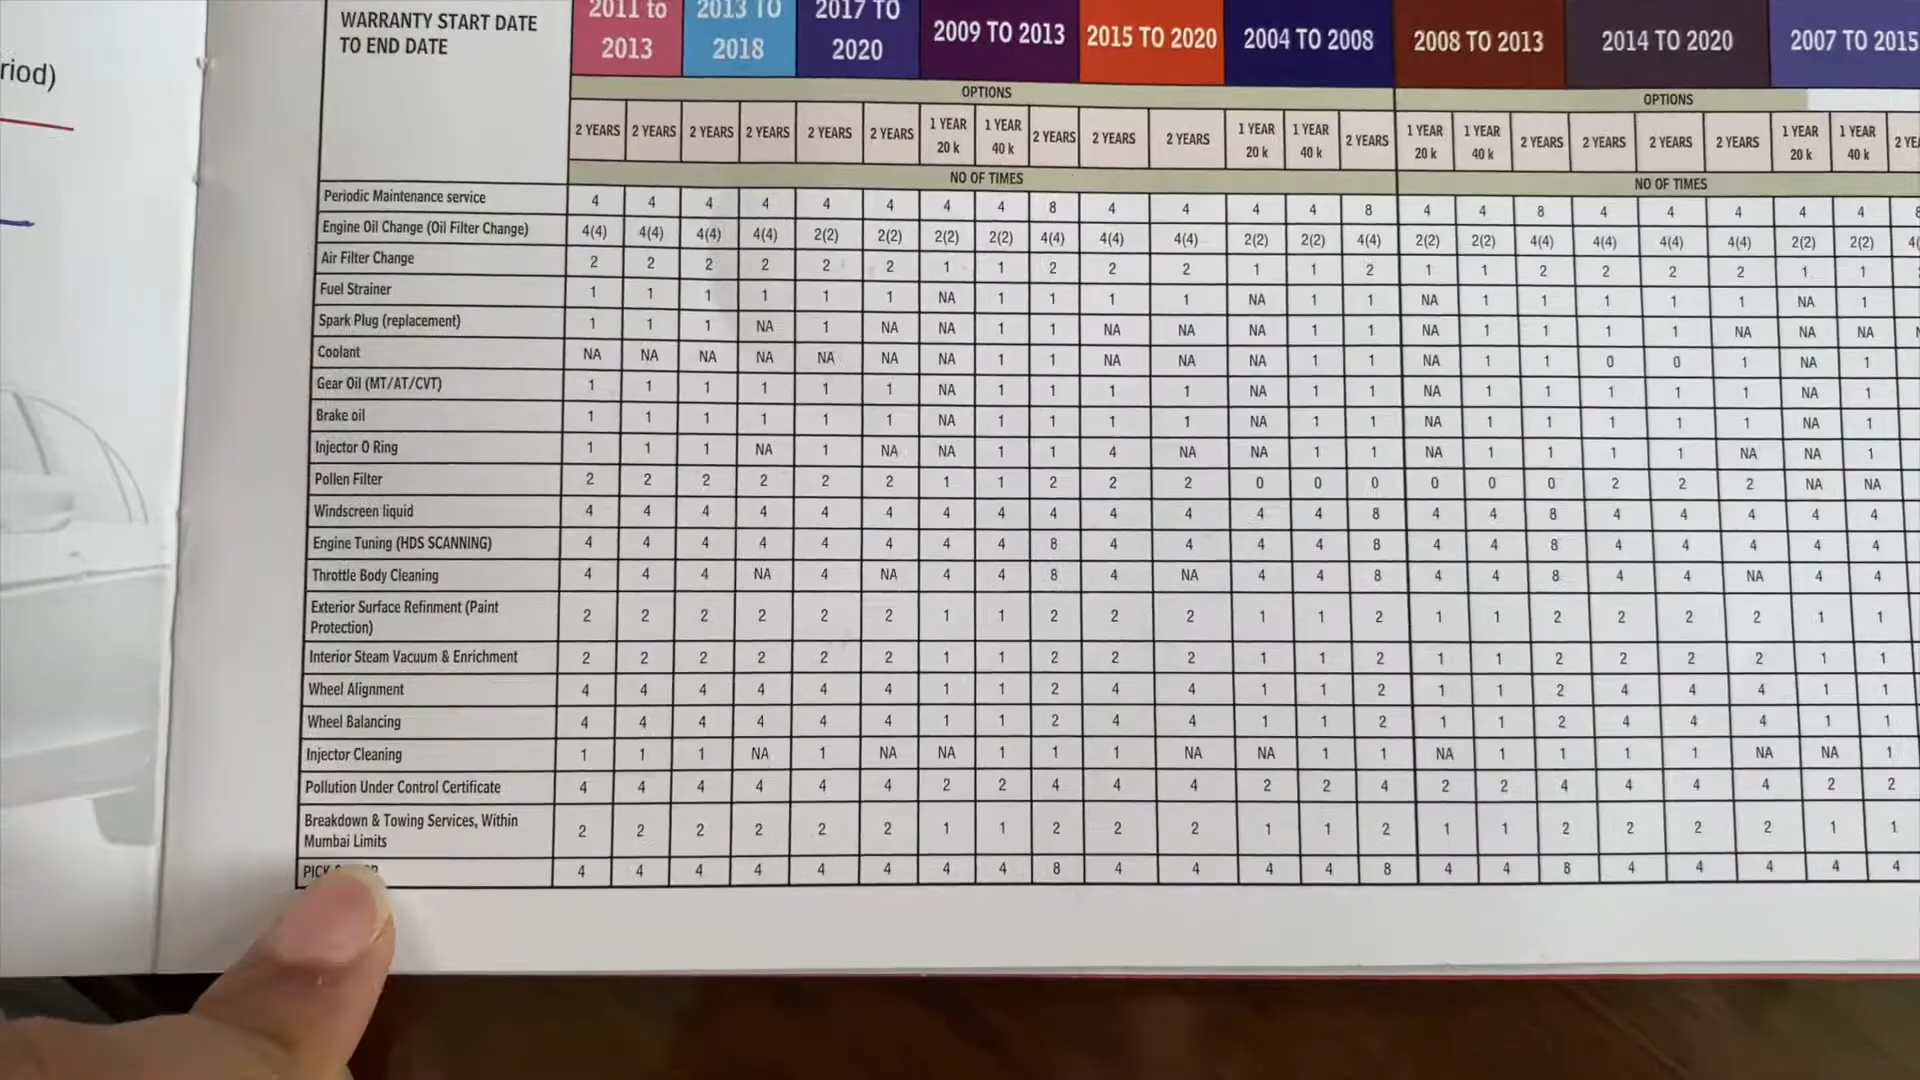 riod)
WARRANTY START DATE
TO END DATE
2011 to
2013
2013 TO
2018
2017 TO
2020
2009 TO 2013
2015 TO 2020
2004 TO 2008
2008 TO 2013
2014 TO 2020
2007 TO 2015
OPTIONS OPTIONS
2 YEARS 2 YEARS 2 YEARS 2 YEARS 2 YEARS 2 YEARS 1 YEAR 20 k 1 YEAR 40 k 2 YEARS 2 YEARS 2 YEARS 1 YEAR 20 k 1 YEAR 40 k 2 YEARS 1 YEAR 20 k 1 YEAR 40 k 2 YEARS 2 YEARS 2 YEARS 2 YEARS 1 YEAR 20 k 1 YEAR 40 k 2 YE
NO OF TIMES NO OF TIMES
Periodic Maintenance service 4 4 4 4 4 4 4 4 8 4 4 4 4 8 4 4 8 4 4 4 4 4 8
Engine Oil Change (Oil Filter Change) 4(4) 4(4) 4(4) 4(4) 2(2) 2(2) 2(2) 2(2) 4(4) 4(4) 4(4) 2(2) 2(2) 4(4) 2(2) 2(2) 4(4) 4(4) 4(4) 4(4) 2(2) 2(2) 4(
Air Filter Change 2 2 2 2 2 2 1 1 2 2 2 1 1 2 1 1 2 2 2 2 1 1
Fuel Strainer 1 1 1 1 1 1 NA 1 1 1 1 NA 1 1 NA 1 1 1 1 1 NA 1
Spark Plug (replacement) 1 1 1 NA 1 NA NA 1 1 NA NA NA 1 1 NA 1 1 1 1 NA NA NA
Coolant NA NA NA NA NA NA NA 1 1 NA NA NA 1 1 NA 1 1 0 0 1 NA 1
Gear Oil (MT/AT/CVT) 1 1 1 1 1 1 NA 1 1 1 1 NA 1 1 NA 1 1 1 1 1 NA 1
Brake oil 1 1 1 1 1 1 NA 1 1 1 1 NA 1 1 NA 1 1 1 1 1 NA 1
Injector O Ring 1 1 1 NA 1 NA NA 1 1 4 NA NA 1 1 NA 1 1 1 1 NA NA 1
Pollen Filter 2 2 2 2 2 2 1 1 2 2 2 0 0 0 0 0 0 2 2 2 NA NA
Windscreen liquid 4 4 4 4 4 4 4 4 4 4 4 4 4 8 4 4 8 4 4 4 4 4
Engine Tuning (HDS SCANNING) 4 4 4 4 4 4 4 4 8 4 4 4 4 8 4 4 8 4 4 4 4 4
Throttle Body Cleaning 4 4 4 NA 4 NA 4 4 8 4 NA 4 4 8 4 4 8 4 4 NA 4 4
Exterior Surface Refinment (Paint
Protection) 2 2 2 2 2 2 1 1 2 2 2 1 1 2 1 1 2 2 2 2 1 1
Interior Steam Vacuum & Enrichment 2 2 2 2 2 2 1 1 2 2 2 1 1 2 1 1 2 2 2 2 1 1
Wheel Alignment 4 4 4 4 4 4 1 1 2 4 4 1 1 2 1 1 2 4 4 4 1 1
Wheel Balancing 4 4 4 4 4 4 1 1 2 4 4 1 1 2 1 1 2 4 4 4 1 1
Injector Cleaning 1 1 1 NA 1 NA NA 1 1 1 NA NA 1 1 NA 1 1 1 1 NA NA 1
Pollution Under Control Certificate 4 4 4 4 4 4 2 2 4 4 4 2 2 4 2 2 4 4 4 4 2 2
Breakdown & Towing Services, Within
Mumbai Limits 2 2 2 2 2 2 1 1 2 2 2 1 1 2 1 1 2 2 2 2 1 1
PICK 4 4 4 4 4 4 4 4 8 4 4 4 4 8 4 4 8 4 4 4 4 4